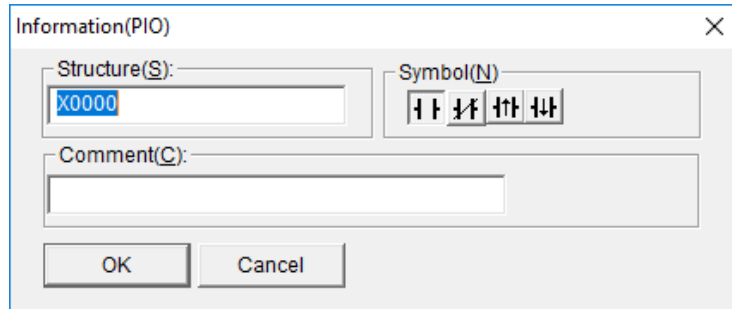 Information(PIO)
Structure(S):
X0000
Symbol(N)
Comment(C):
OK
Cancel